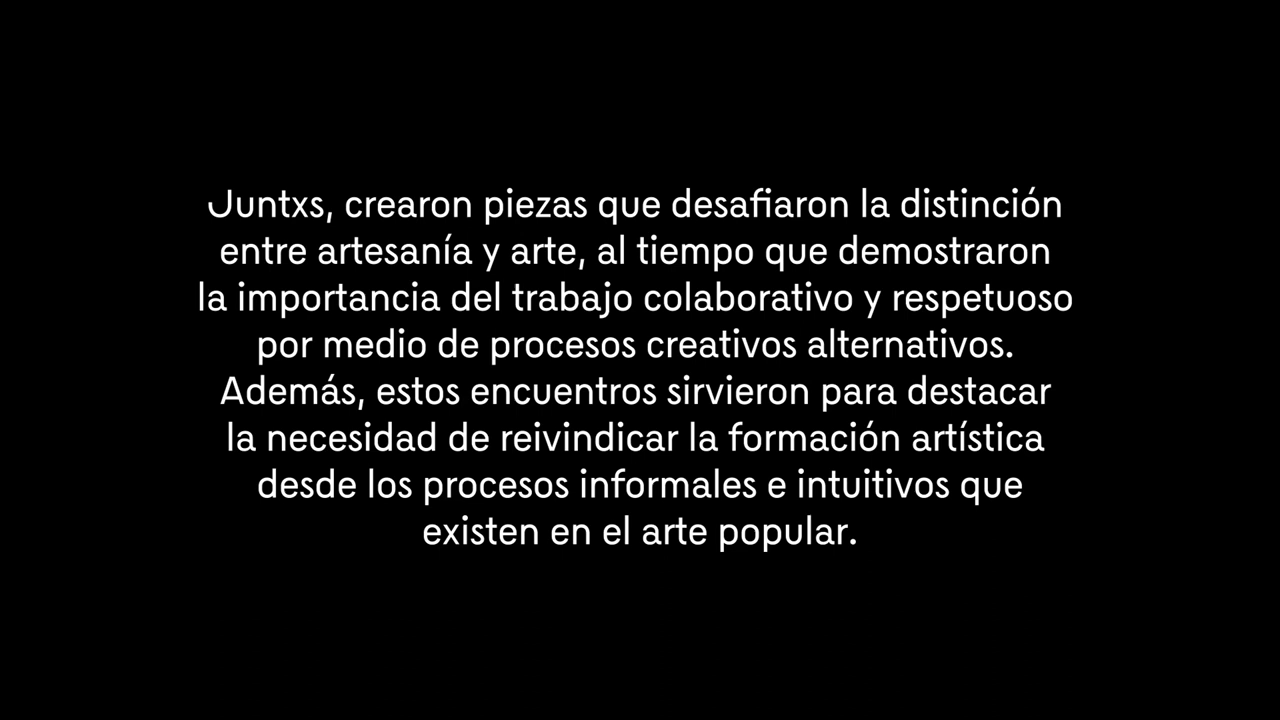 Juntxs, crearon piezas que desafiaron la distinción
entre artesanía y arte, al tiempo que demostraron
la importancia del trabajo colaborativo y respetuoso
por medio de procesos creativos alternativos.
Además, estos encuentros sirvieron para destacar
la necesidad de reivindicar la formación artística
desde los procesos informales e intuitivos que
existen en el arte popular.